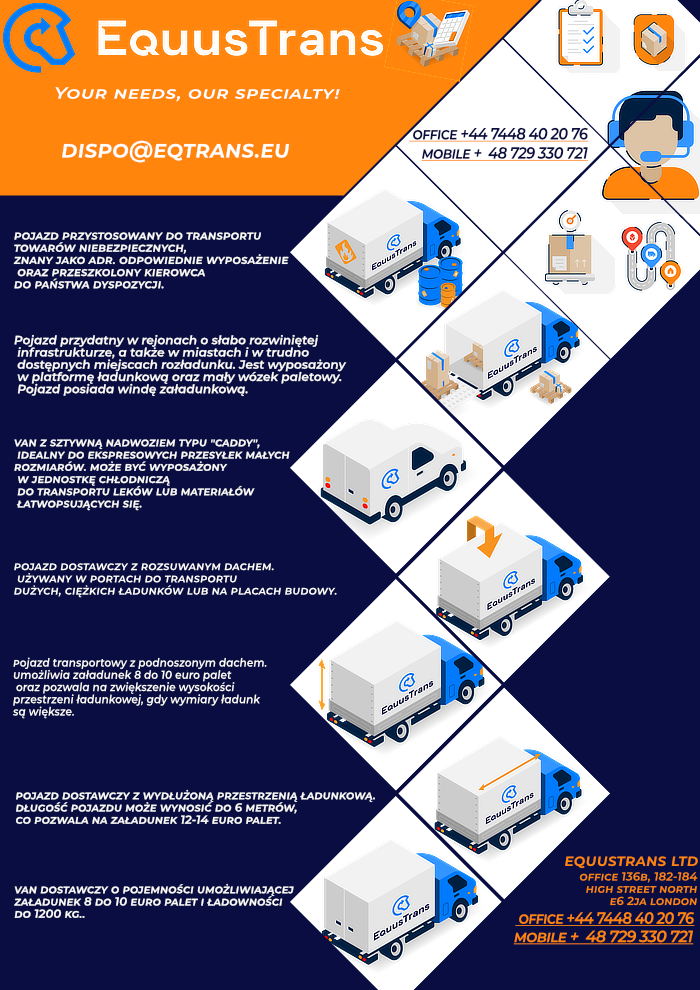 EquusTrans
YOUR NEEDS, OUR SPECIALTY!
DISPO@EQTRANS.EU
OFFICE +44 7448 40 20 76
MOBILE + 48 729 330 721
POJAZD PRZYSTOSOWANY DO TRANSPORTU
TOWARÓW NIEBEZPIECZNYCH,
ZNANY JAKO ADR. ODPOWIEDNIE WYPOSAŻENIE
ORAZ PRZESZKOLONY KIEROWCA
DO PAŃSTWA DYSPOZYCJI.
EquusTrans
Pojazd przydatny w rejonach o słabo rozwiniętej
infrastrukturze, a także w miastach i w trudno
dostępnych miejscach rozładunku. Jest wyposażony
w platformę ładunkową oraz mały wózek paletowy.
Pojazd posiada windę załadunkową.
EquusTrans
VAN Z SZTYWNĄ NADWOZIEM TYPU "CADDY",
IDEALNY DO EKSPRESOWYCH PRZESYŁEK MAŁYCH
ROZMIARÓW. MOŻE BYĆ WYPOSAŻONY
W JEDNOSTKĘ CHŁODNICZĄ
DO TRANSPORTU LEKÓW LUB MATERIAŁÓW
ŁATWOPSUJĄCYCH SIĘ.
POJAZD DOSTAWCZY Z ROZSUWANYM DACHEM.
UŻYWANY W PORTACH DO TRANSPORTU
DUŻYCH, CIĘŻKICH ŁADUNKÓW LUB NA PLACACH BUDOWY.
EquusTrans
Pojazd transportowy z podnoszonym dachem.
umożliwia załadunek 8 do 10 euro palet
oraz pozwala na zwiększenie wysokości
przestrzeni ładunkowej, gdy wymiary ładunk
są większe.
EquusTrans
POJAZD DOSTAWCZY Z WYDŁUŻONĄ PRZESTRZENIĄ ŁADUNKOWĄ.
DŁUGOŚĆ POJAZDU MOŻE WYNOSIĆ DO 6 METRÓW,
CO POZWALA NA ZAŁADUNEK 12-14 EURO PALET.
EquusTrans
VAN DOSTAWCZY O POJEMNOŚCI UMOŻLIWIAJĄCEJ
ZAŁADUNEK 8 DO 10 EURO PALET I ŁADOWNOŚCI
DO 1200 KG..
EquusTrans
EQUUSTRANS LTD
OFFICE 136B, 182-184
HIGH STREET NORTH
E6 2JA LONDON
OFFICE +44 7448 40 20 76
MOBILE + 48 729 330 721